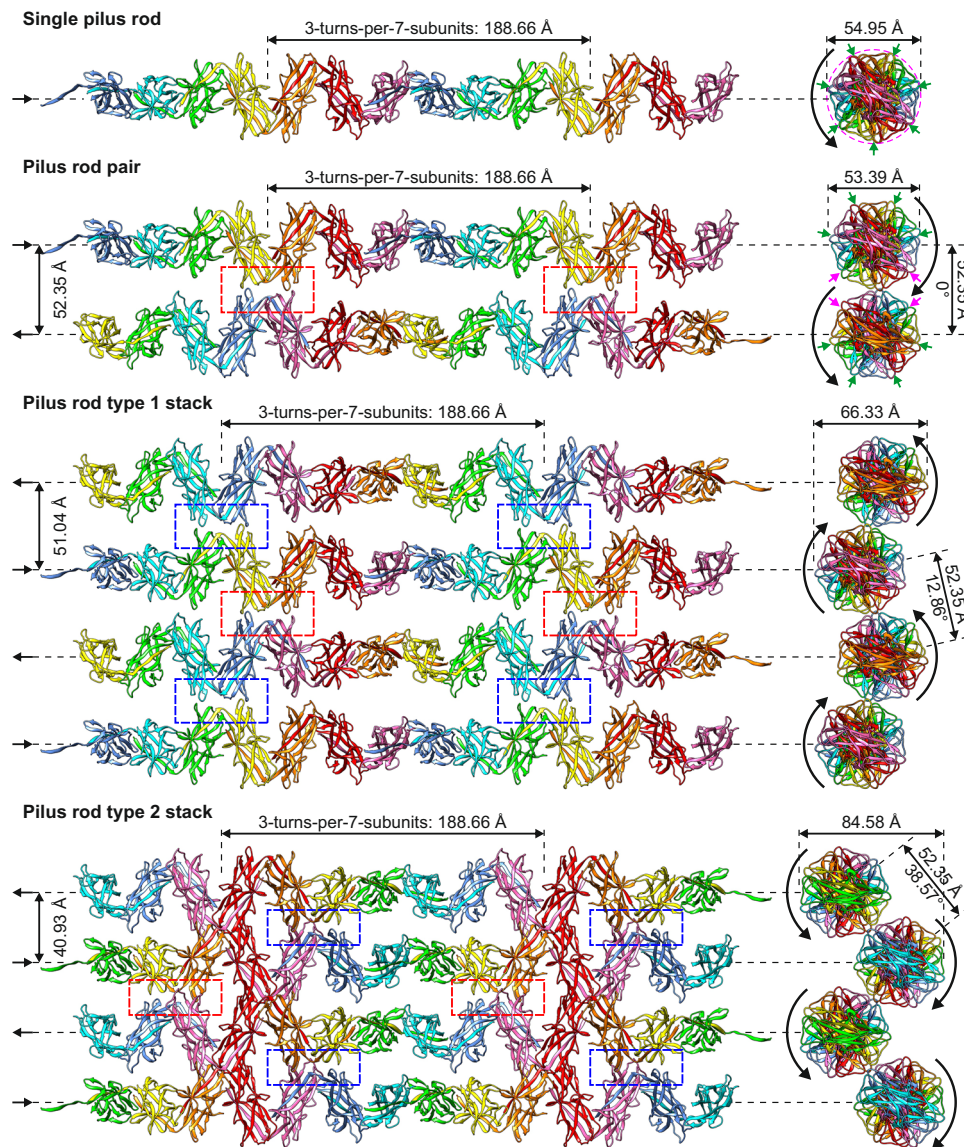 Single pilus rod
3-turns-per-7-subunits: 188.66 Å
54.95 Å
Pilus rod pair
3-turns-per-7-subunits: 188.66 Å
53.39 Å
52.35 Å
52.35 Å
0°
Pilus rod type 1 stack
3-turns-per-7-subunits: 188.66 Å
66.33 Å
51.04 Å
52.35 Å
12.86°
Pilus rod type 2 stack
3-turns-per-7-subunits: 188.66 Å
84.58 Å
40.93 Å
52.35 Å
38.57°